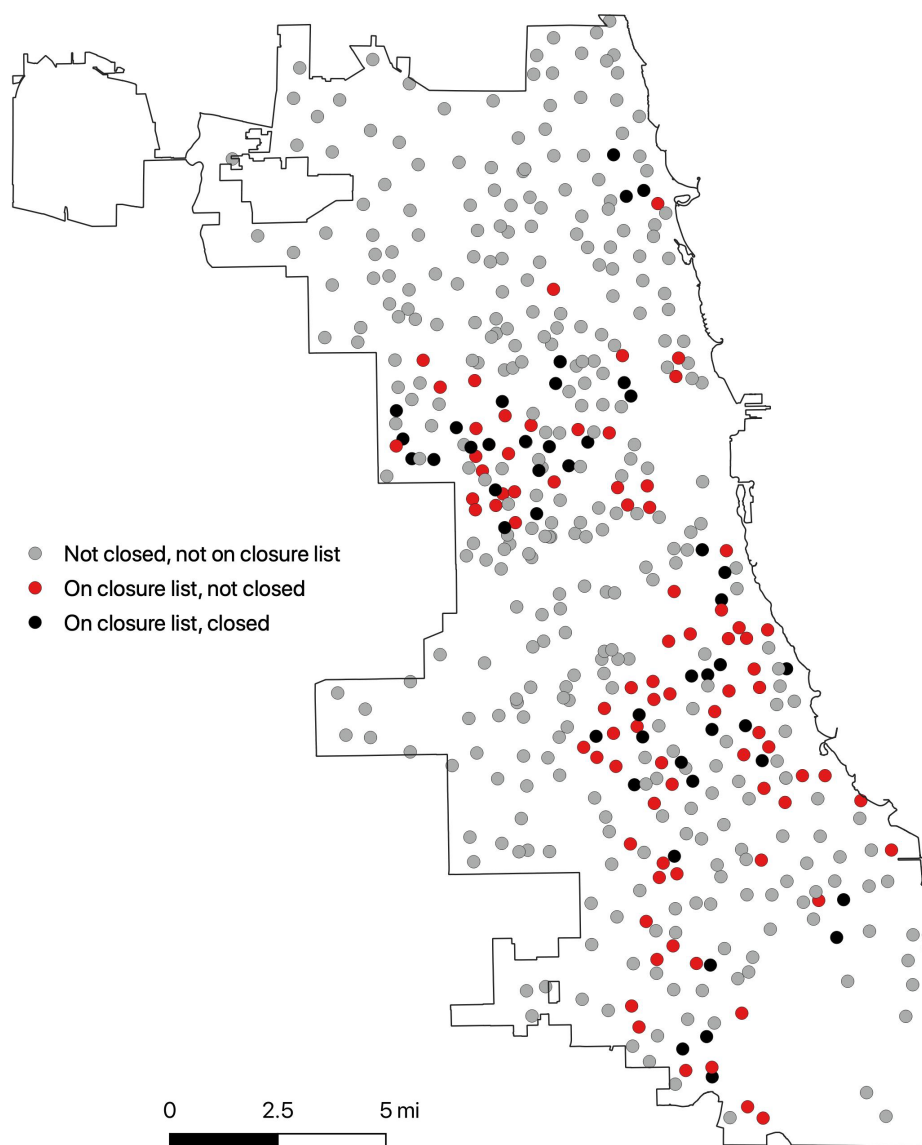 Not closed, not on closure list
On closure list, not closed
On closure list, closed
0 2.5 5 mi